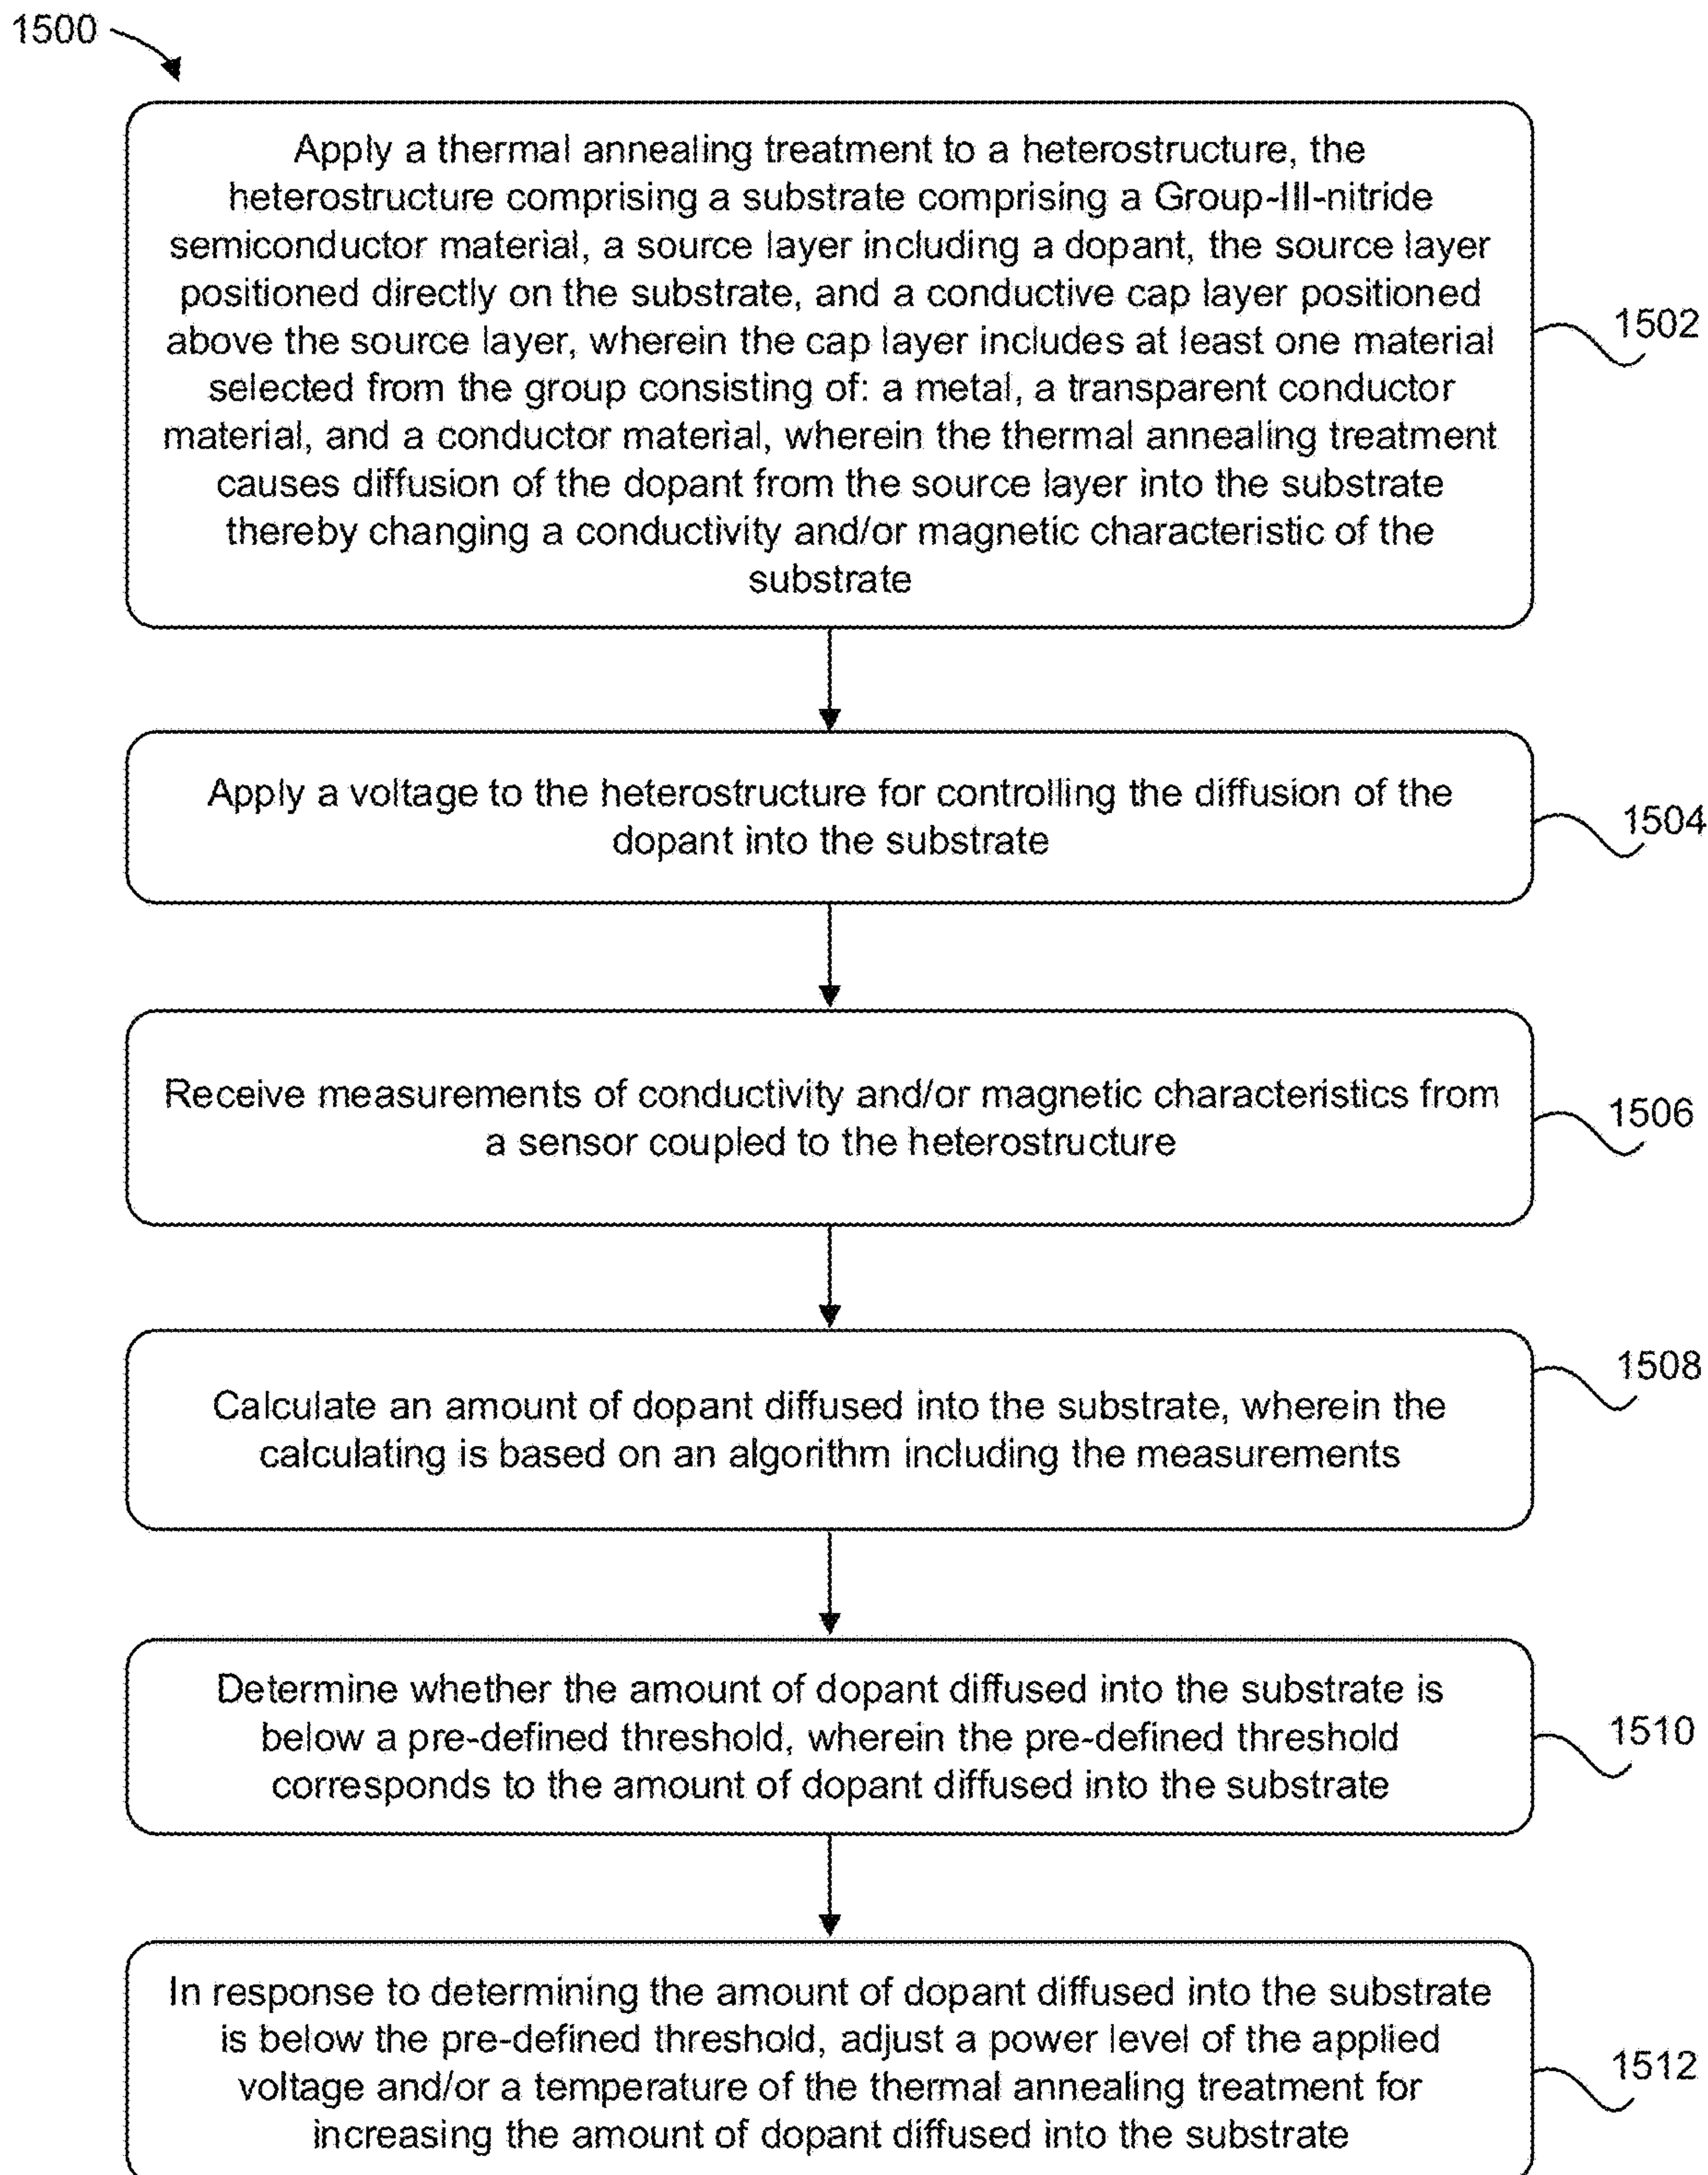 1500
Apply a thermal annealing treatment to a heterostructure, the
heterostructure comprising a substrate comprising a Group-III-nitride
semiconductor material, a source layer including a dopant, the source layer
positioned directly on the substrate, and a conductive cap layer positioned
above the source layer, wherein the cap layer includes at least one material
selected from the group consisting of: a metal, a transparent conductor
material, and a conductor material, wherein the thermal annealing treatment
causes diffusion of the dopant from the source layer into the substrate
thereby changing a conductivity and/or magnetic characteristic of the
substrate
1502
Apply a voltage to the heterostructure for controlling the diffusion of the
dopant into the substrate
1504
Receive measurements of conductivity and/or magnetic characteristics from
a sensor coupled to the heterostructure
1506
Calculate an amount of dopant diffused into the substrate, wherein the
calculating is based on an algorithm including the measurements
1508
Determine whether the amount of dopant diffused into the substrate is
below a pre-defined threshold, wherein the pre-defined threshold
corresponds to the amount of dopant diffused into the substrate
1510
In response to determining the amount of dopant diffused into the substrate
is below the pre-defined threshold, adjust a power level of the applied
voltage and/or a temperature of the thermal annealing treatment for
increasing the amount of dopant diffused into the substrate
1512